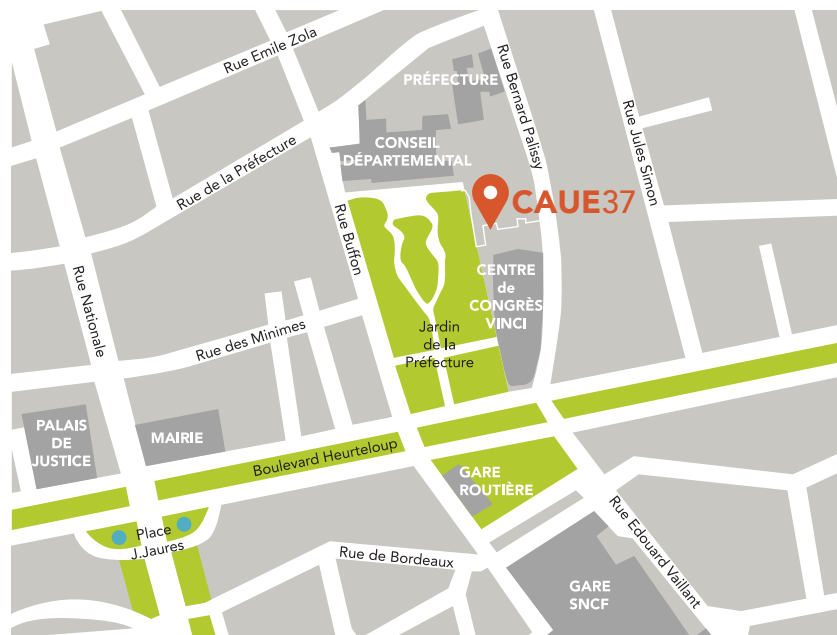 Rue Emile Zola
PRÉFECTURE
Rue Bernard Palissy
CONSEIL
DÉPARTEMENTAL
Rue de la Préfecture
Rue Jules Simon
CAUE37
Rue Buffon
Rue Nationale
CENTRE
de
CONGRÈS
VINCI
Jardin
de la
Préfecture
Rue des Minimes
PALAIS
DE
JUSTICE
MAIRIE
Boulevard Heurteloup
GARE
ROUTIÈRE
Place
J.Jaures
Rue de Bordeaux
Rue Edouard Vaillant
GARE
SNCF